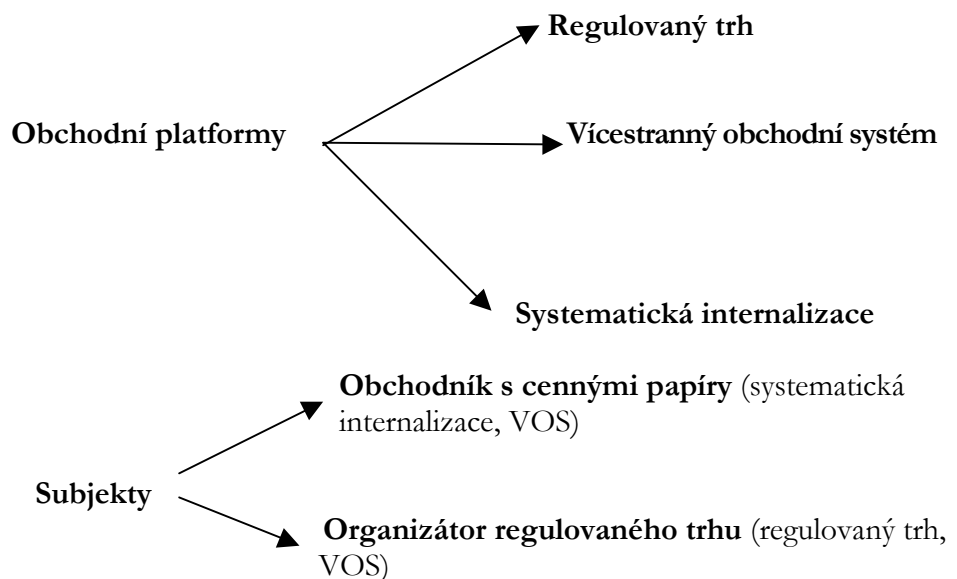 Regulovaný trh
Obchodní platformy
Vícestranný obchodní systém
Systematická internalizace
Obchodník s cennými papíry (systematická
internalizace, VOS)
Subjekty
Organizátor regulovaného trhu (regulovaný trh,
VOS)